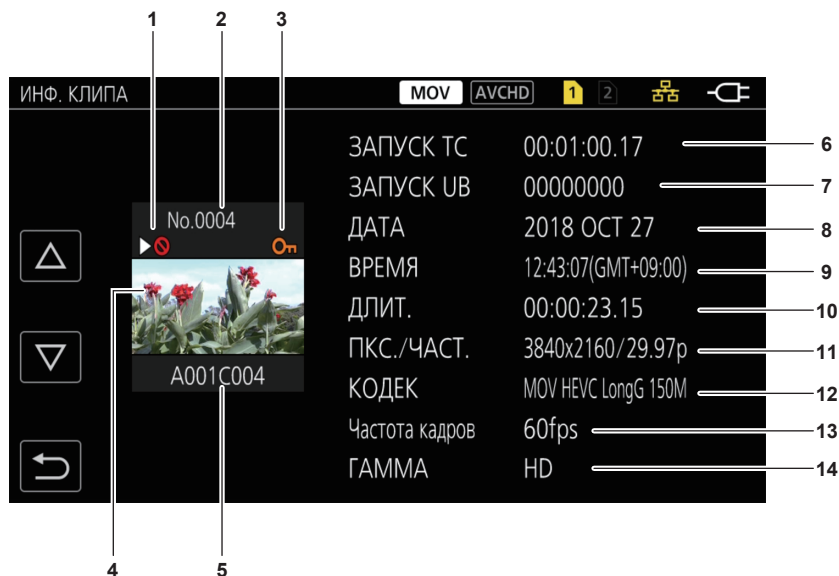 1 2 3
ИНФ. КЛИПА MOV AVCHD 1 2
No.0004
A001C004
ЗАПУСК TC 00:01:00.17 6
ЗАПУСК UB 00000000 7
ДАТА 2018 OCT 27 8
ВРЕМЯ 12:43:07(GMT+09:00) 9
ДЛИТ. 00:00:23.15 10
ПКС./ЧАСТ. 3840x2160/29.97p 11
КОДЕК MOV HEVC LongG 150M 12
Частота кадров 60fps 13
ГАММА HD 14
4 5